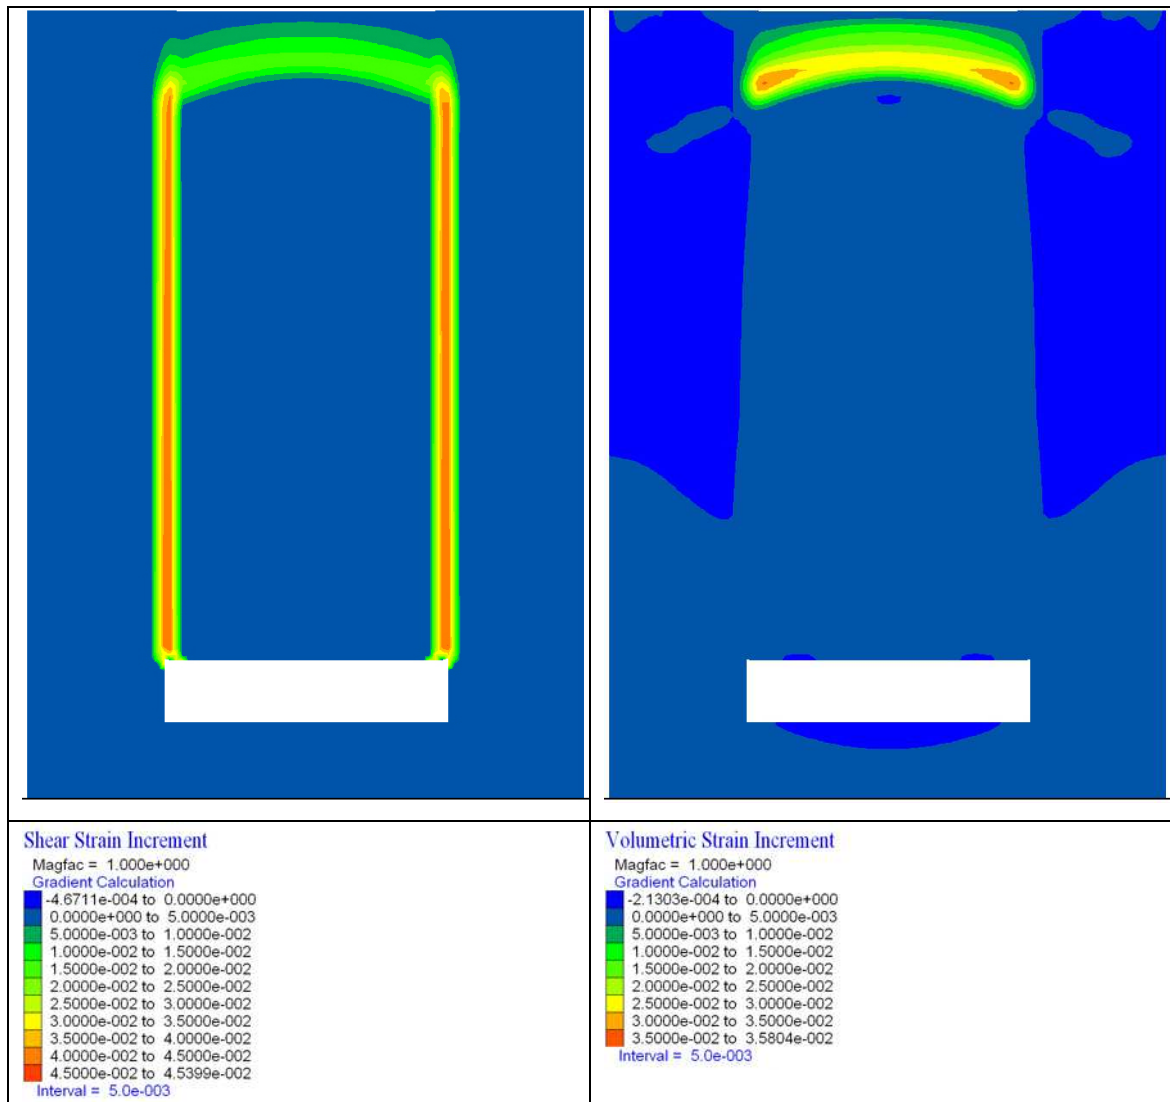 Shear Strain Increment
Magfac = 1.000e+000
Gradient Calculation
-4.6711e-004 to 0.0000e+000
0.0000e+000 to 5.0000e-003
5.0000e-003 to 1.0000e-002
1.0000e-002 to 1.5000e-002
1.5000e-002 to 2.0000e-002
2.0000e-002 to 2.5000e-002
2.5000e-002 to 3.0000e-002
3.0000e-002 to 3.5000e-002
3.5000e-002 to 4.0000e-002
4.0000e-002 to 4.5000e-002
4.5000e-002 to 4.5399e-002
Interval = 5.0e-003
Volumetric Strain Increment
Magfac = 1.000e+000
Gradient Calculation
-2.1303e-004 to 0.0000e+000
0.0000e+000 to 5.0000e-003
5.0000e-003 to 1.0000e-002
1.0000e-002 to 1.5000e-002
1.5000e-002 to 2.0000e-002
2.0000e-002 to 2.5000e-002
2.5000e-002 to 3.0000e-002
3.0000e-002 to 3.5000e-002
3.5000e-002 to 3.5804e-002
Interval = 5.0e-003